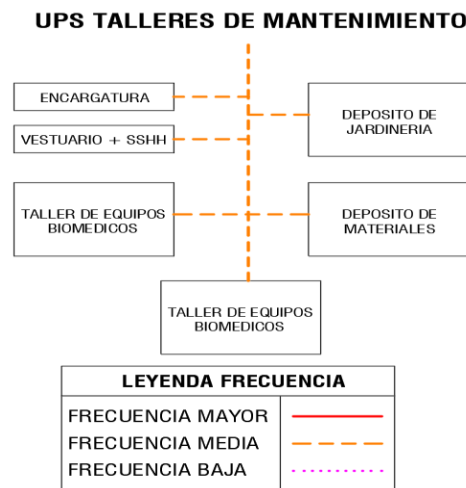 UPS TALLERES DE MANTENIMIENTO
ENCARGATURA
VESTUARIO + SSHH
DEPOSITO DE
JARDINERIA
TALLER DE EQUIPOS
BIOMEDICOS
DEPOSITO DE
MATERIALES
TALLER DE EQUIPOS
BIOMEDICOS
LEYENDA FRECUENCIA
FRECUENCIA MAYOR
FRECUENCIA MEDIA
FRECUENCIA BAJA